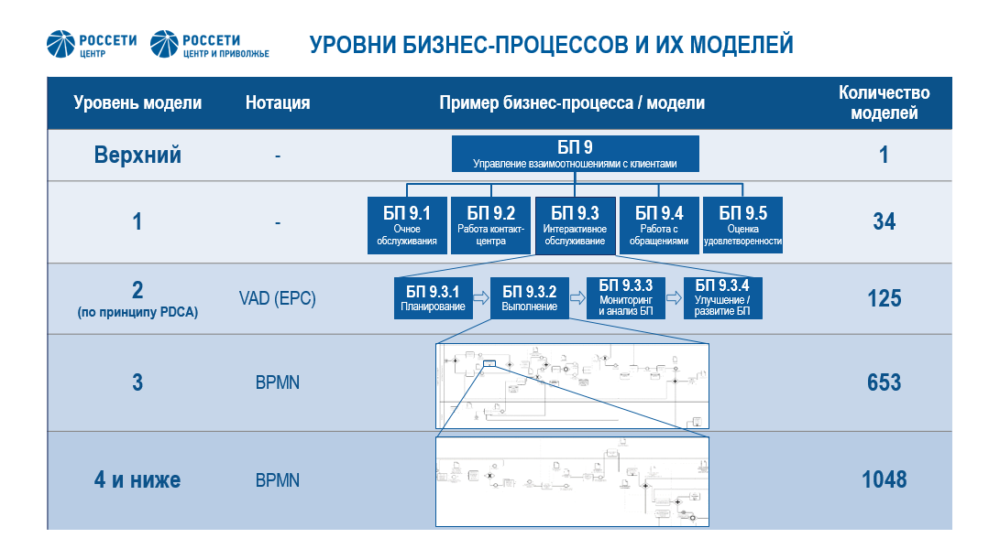 РОССЕТИ
ЦЕНТР
РОССЕТИ
ЦЕНТР И ПРИВОЛЖЬЕ
УРОВНИ БИЗНЕС-ПРОЦЕССОВ И ИХ МОДЕЛЕЙ
Уровень модели
Нотация
Пример бизнес-процесса / модели
Количество
моделей
Верхний
-
БП 9
Управление взаимоотношениями с клиентами
1
1
-
БП 9.1
Очное
обслуживания
БП 9.2
Работа контакт-
центра
БП 9.3
Интерактивное
обслуживание
БП 9.4
Работа с
обращениями
БП 9.5
Оценка
удовлетворенности
34
2
(по принципу PDCA)
VAD (EPC)
БП 9.3.1
Планирование
БП 9.3.2
Выполнение
БП 9.3.3
Мониторинг
и анализ БП
БП 9.3.4
Улучшение /
развитие БП
125
3
BPMN
653
4 и ниже
BPMN
1048